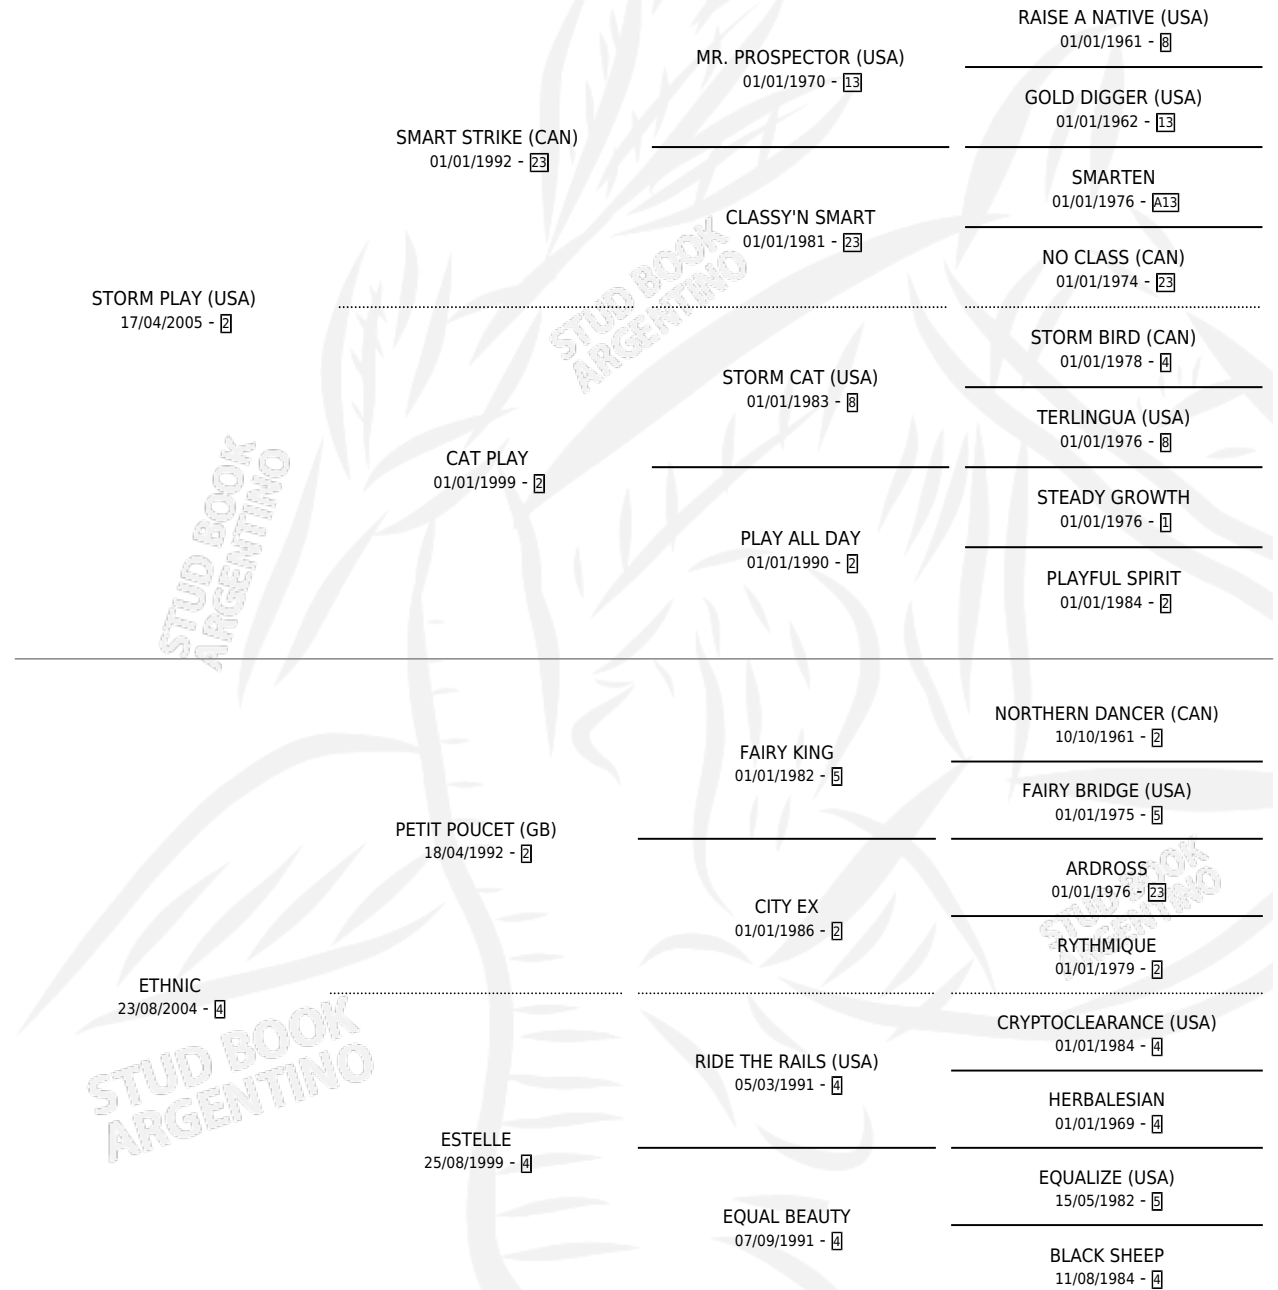 RAISE A NATIVE (USA)
01/01/1961 - 8
MR. PROSPECTOR (USA)
01/01/1970 - 13
GOLD DIGGER (USA)
01/01/1962 - 13
SMART STRIKE (CAN)
01/01/1992 - 23
SMARTEN
01/01/1976 - A13
CLASSY'N SMART
01/01/1981 - 23
NO CLASS (CAN)
01/01/1974 - 23
STORM PLAY (USA)
17/04/2005 - 2
STORM BIRD (CAN)
01/01/1978 - 4
STORM CAT (USA)
01/01/1983 - 8
TERLINGUA (USA)
01/01/1976 - 8
CAT PLAY
01/01/1999 - 2
STEADY GROWTH
01/01/1976 - 1
PLAY ALL DAY
01/01/1990 - 2
PLAYFUL SPIRIT
01/01/1984 - 2
NORTHERN DANCER (CAN)
10/10/1961 - 2
FAIRY KING
01/01/1982 - 5
FAIRY BRIDGE (USA)
01/01/1975 - 5
PETIT POUCET (GB)
18/04/1992 - 2
ARDROSS
01/01/1976 - 23
CITY EX
01/01/1986 - 2
RYTHMIQUE
01/01/1979 - 2
ETHNIC
23/08/2004 - 4
CRYPTOCLEARANCE (USA)
01/01/1984 - 4
RIDE THE RAILS (USA)
05/03/1991 - 4
HERBALESIAN
01/01/1969 - 4
ESTELLE
25/08/1999 - 4
EQUALIZE (USA)
15/05/1982 - 5
EQUAL BEAUTY
07/09/1991 - 4
BLACK SHEEP
11/08/1984 - 4
STUD BOOK
ARGENTINO
STUD BOOK
ARGENTINO
STUD BOOK
ARGENTINO
STUD BOOK
ARGENTINO